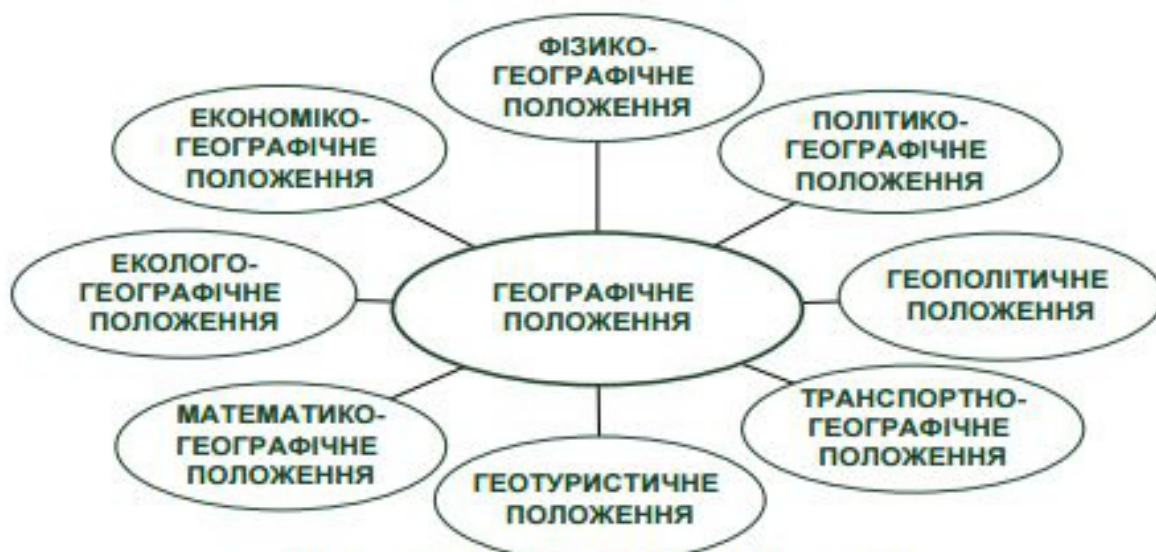 ФІЗИКО-
ГЕОГРАФІЧНЕ
ПОЛОЖЕННЯ
ЕКОНОМІКО-
ГЕОГРАФІЧНЕ
ПОЛОЖЕННЯ
ПОЛІТИКО-
ГЕОГРАФІЧНЕ
ПОЛОЖЕННЯ
ЕКОЛОГО-
ГЕОГРАФІЧНЕ
ПОЛОЖЕННЯ
ГЕОГРАФІЧНЕ
ПОЛОЖЕННЯ
ГЕОПОЛІТИЧНЕ
ПОЛОЖЕННЯ
МАТЕМАТИКО-
ГЕОГРАФІЧНЕ
ПОЛОЖЕННЯ
ГЕОТУРИСТИЧНЕ
ПОЛОЖЕННЯ
ТРАНСПОРТНО-
ГЕОГРАФІЧНЕ
ПОЛОЖЕННЯ